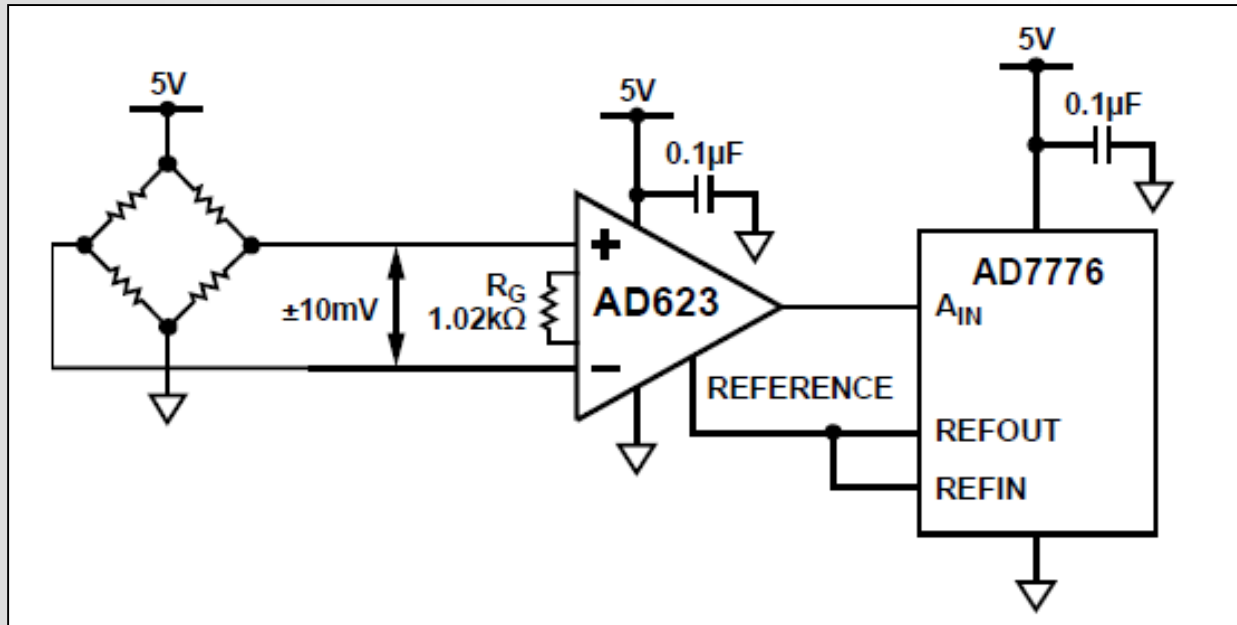 5V
5V
5V
0.1µF
0.1µF
±10mV
R_G
1.02kΩ
+
AD623
−
REFERENCE
AD7776
A_IN
REFOUT
REFIN